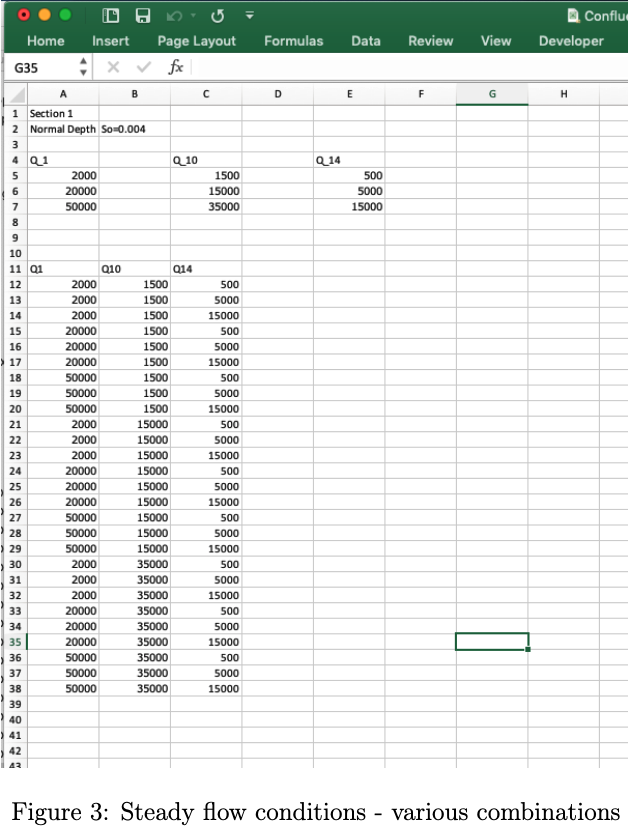 Conflue
Home Insert Page Layout Formulas Data Review View Developer
G35 fx
A B C D E F G H
1 Section 1
2 Normal Depth So=0.004
3
4 Q_1 Q_10 Q_14
5 2000 1500 500
6 20000 15000 5000
7 50000 35000 15000
8
9
10
11 Q1 Q10 Q14
12 2000 1500 500
13 2000 1500 5000
14 2000 1500 15000
15 20000 1500 500
16 20000 1500 5000
17 20000 1500 15000
18 50000 1500 500
19 50000 1500 5000
20 50000 1500 15000
21 2000 15000 500
22 2000 15000 5000
23 2000 15000 15000
24 20000 15000 500
25 20000 15000 5000
26 20000 15000 15000
27 50000 15000 500
28 50000 15000 5000
29 50000 15000 15000
30 2000 35000 500
31 2000 35000 5000
32 2000 35000 15000
33 20000 35000 500
34 20000 35000 5000
35 20000 35000 15000
36 50000 35000 500
37 50000 35000 5000
38 50000 35000 15000
39
40
41
42
43
Figure 3: Steady flow conditions - various combinations